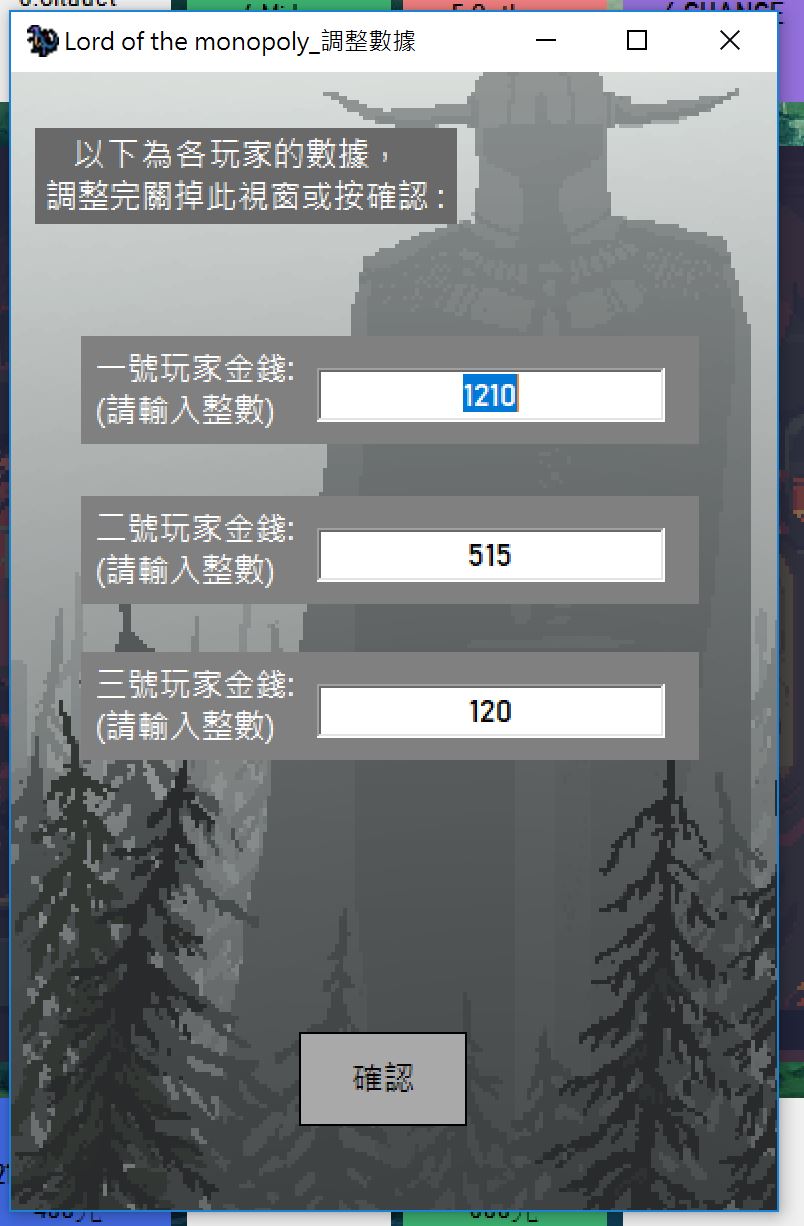 Lord of the monopoly_調整數據
以下為各玩家的數據，
調整完關掉此視窗或按確認 :
一號玩家金錢:
(請輸入整數)
1210
二號玩家金錢:
(請輸入整數)
515
三號玩家金錢:
(請輸入整數)
120
確認